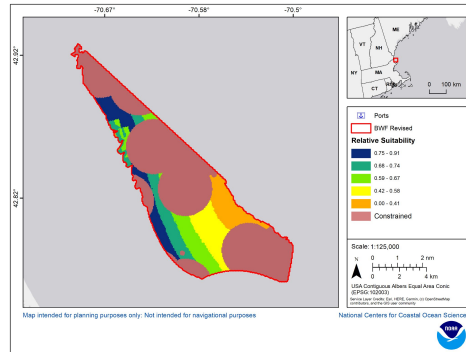 -70.67
-70.58
-70.5
42.92
42.82
ME
VT
NH
NY
MA
CT
0 100 km
Ports
BWF Revised
Relative Suitability
0.75 - 0.91
0.68 - 0.74
0.59 - 0.67
0.42 - 0.58
0.00 - 0.41
Constrained
Scale: 1:125,000
N
0 1 2 nm
0 2 4 km
USA Contiguous Albers Equal Area Conic
(EPSG:102003)
Service Layer Credits: Esri, HERE, Garmin, (c) OpenStreetMap
contributors, and the GIS user community
Map intended for planning purposes only: Not intended for navigational purposes
National Centers for Coastal Ocean Science
NOAA